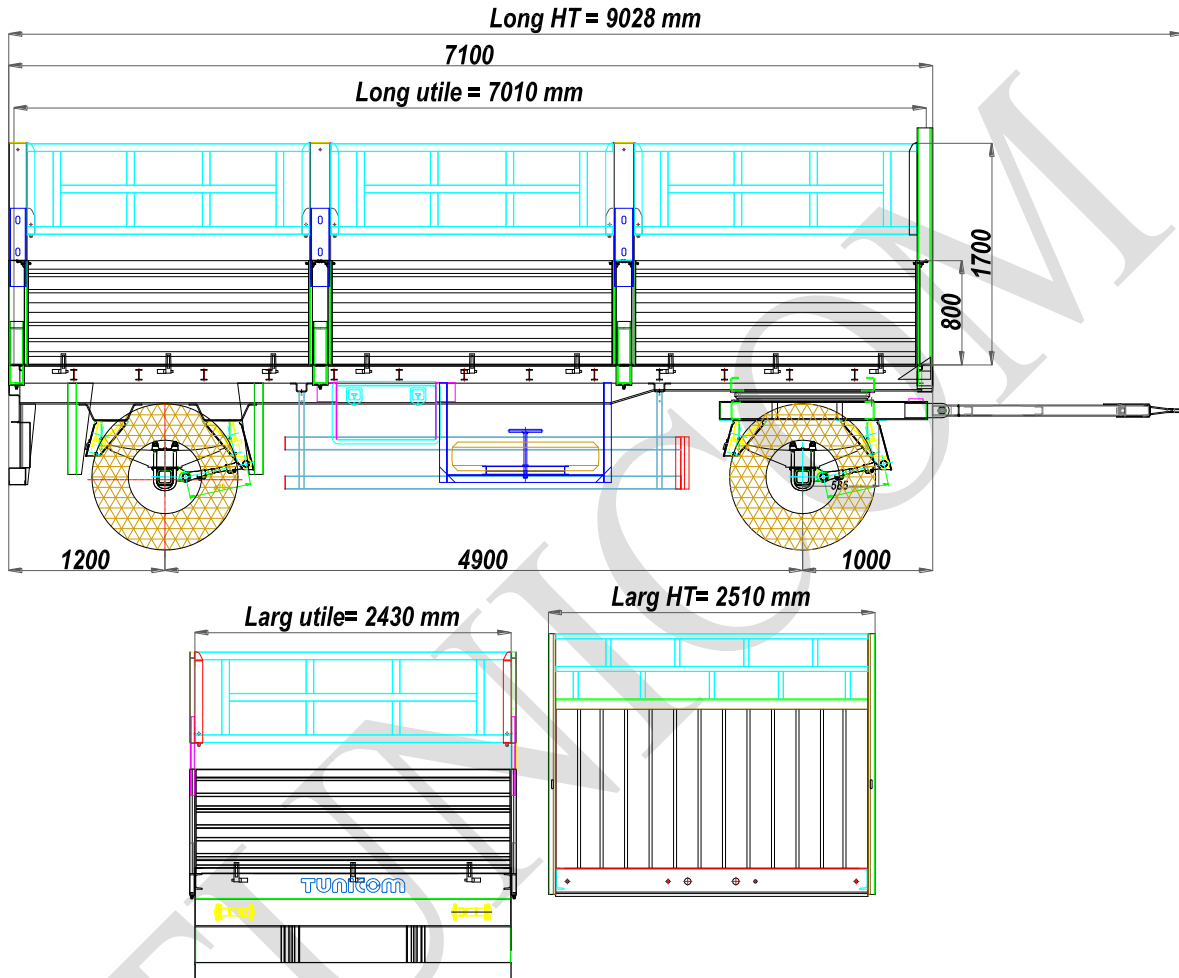 Long HT = 9028 mm
7100
Long utile = 7010 mm
1700
800
585
1200
4900
1000
Larg utile= 2430 mm
Larg HT= 2510 mm
TUNICOM
TUNICOM